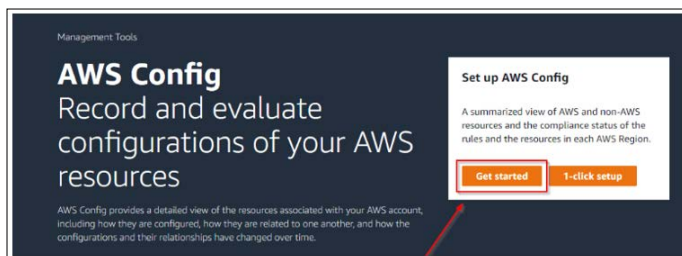 Management Tools
AWS Config
Record and evaluate
configurations of your AWS
resources
AWS Config provides a detailed view of the resources associated with your AWS account,
including how they are configured, how they are related to one another, and how the
configurations and their relationships have changed over time.
Set up AWS Config
A summarized view of AWS and non-AWS
resources and the compliance status of the
rules and the resources in each AWS Region.
Get started
1-click setup